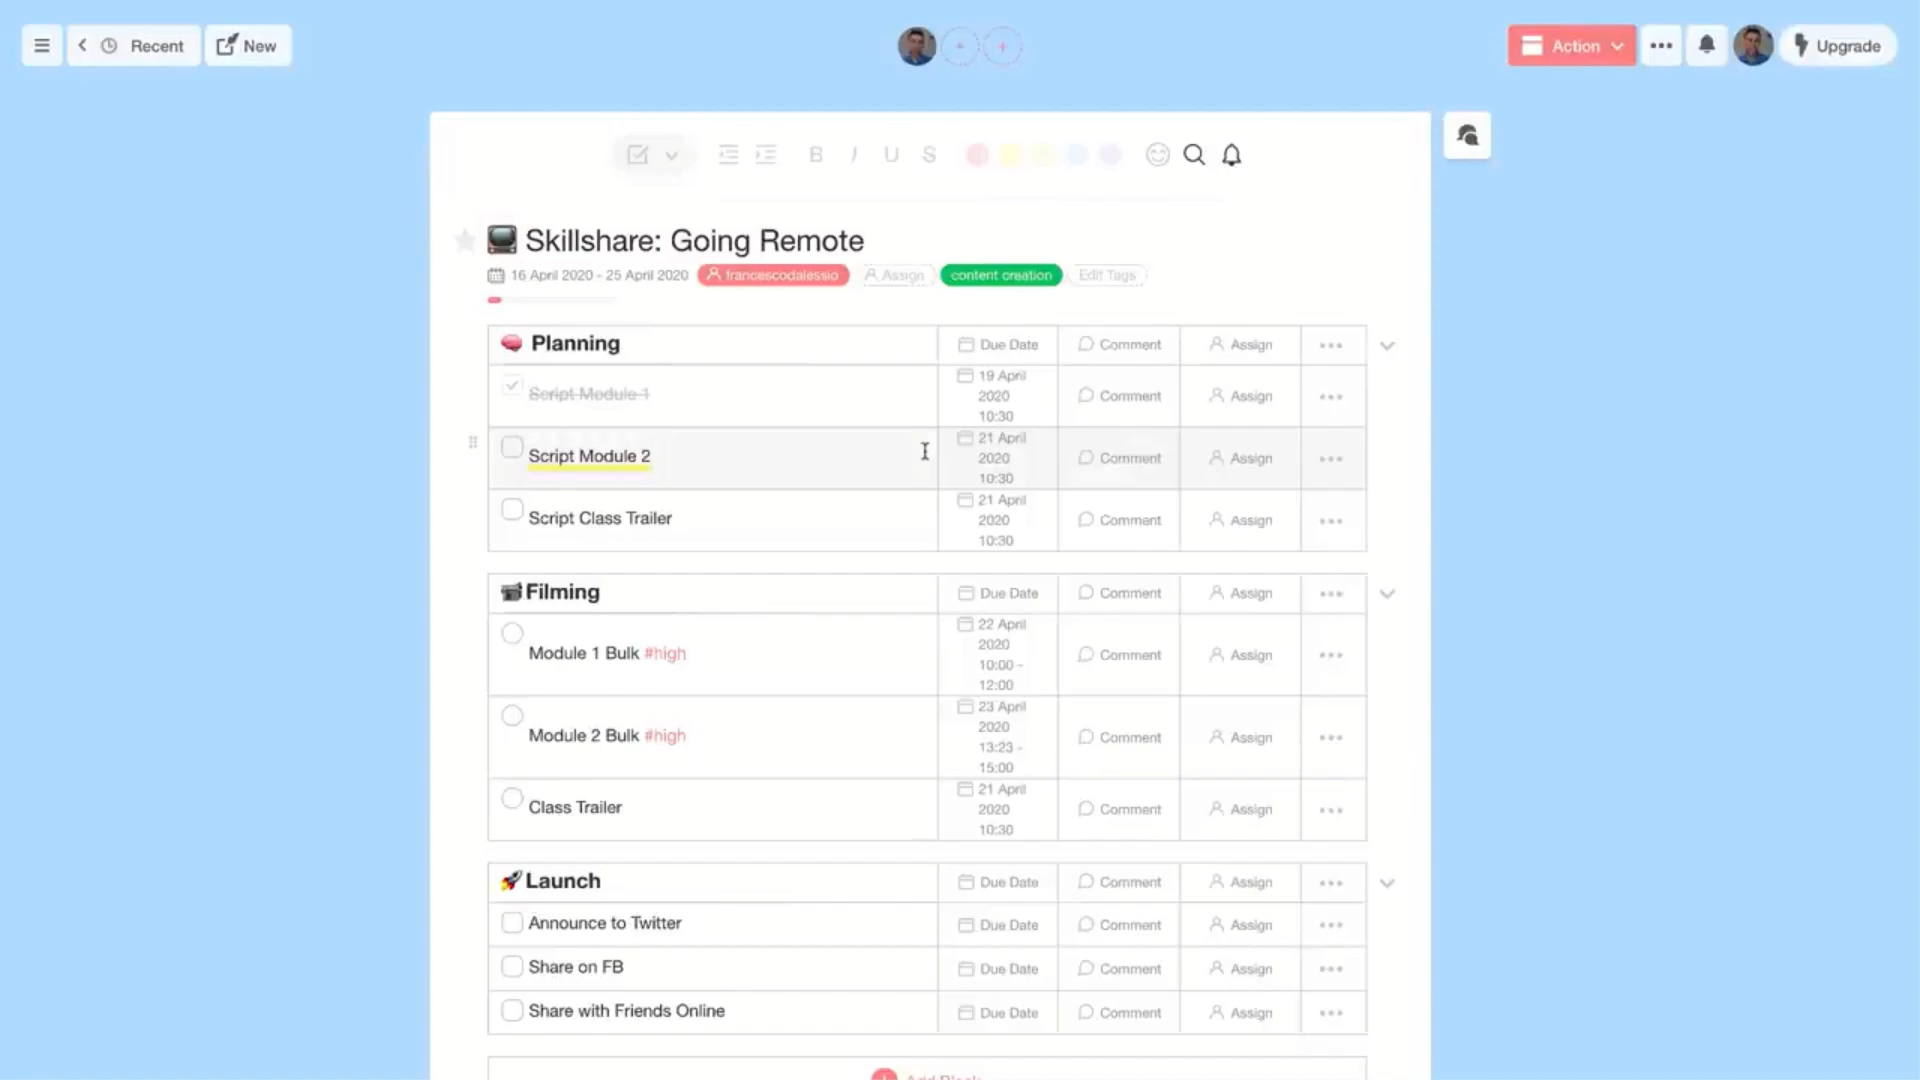 Recent
New
Action
Upgrade
B I U S
Skillshare: Going Remote
16 April 2020 - 25 April 2020 francescodalessio Assign content creation Edit Tags
Planning Due Date Comment Assign
Script Module 1 19 April 2020 10:30 Comment Assign
Script Module 2 21 April 2020 10:30 Comment Assign
Script Class Trailer 21 April 2020 10:30 Comment Assign
Filming Due Date Comment Assign
Module 1 Bulk #high 22 April 2020 10:00 - 12:00 Comment Assign
Module 2 Bulk #high 23 April 2020 13:23 - 15:00 Comment Assign
Class Trailer 21 April 2020 10:30 Comment Assign
Launch Due Date Comment Assign
Announce to Twitter Due Date Comment Assign
Share on FB Due Date Comment Assign
Share with Friends Online Due Date Comment Assign